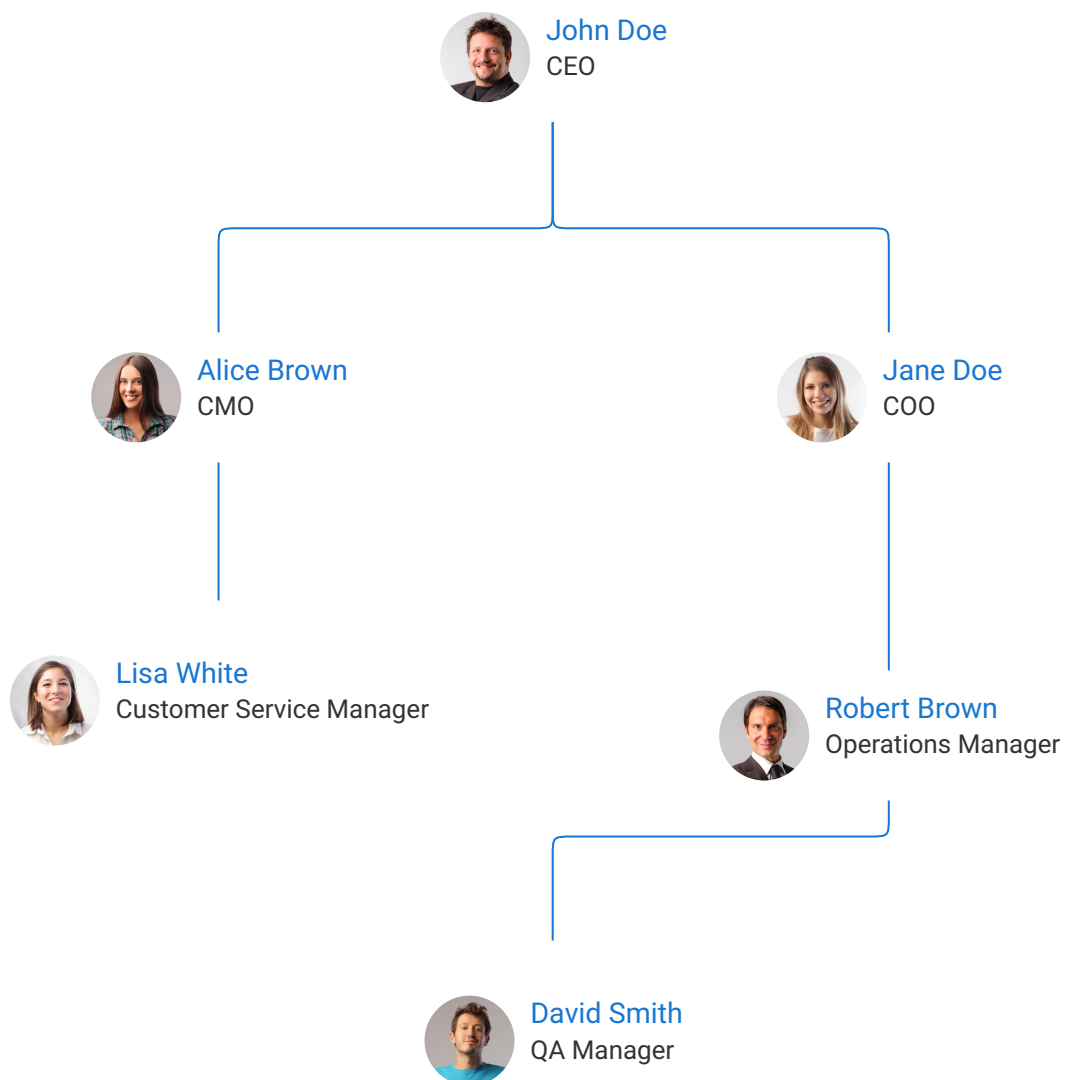 John Doe
CEO
Alice Brown
CMO
Jane Doe
COO
Lisa White
Customer Service Manager
Robert Brown
Operations Manager
David Smith
QA Manager